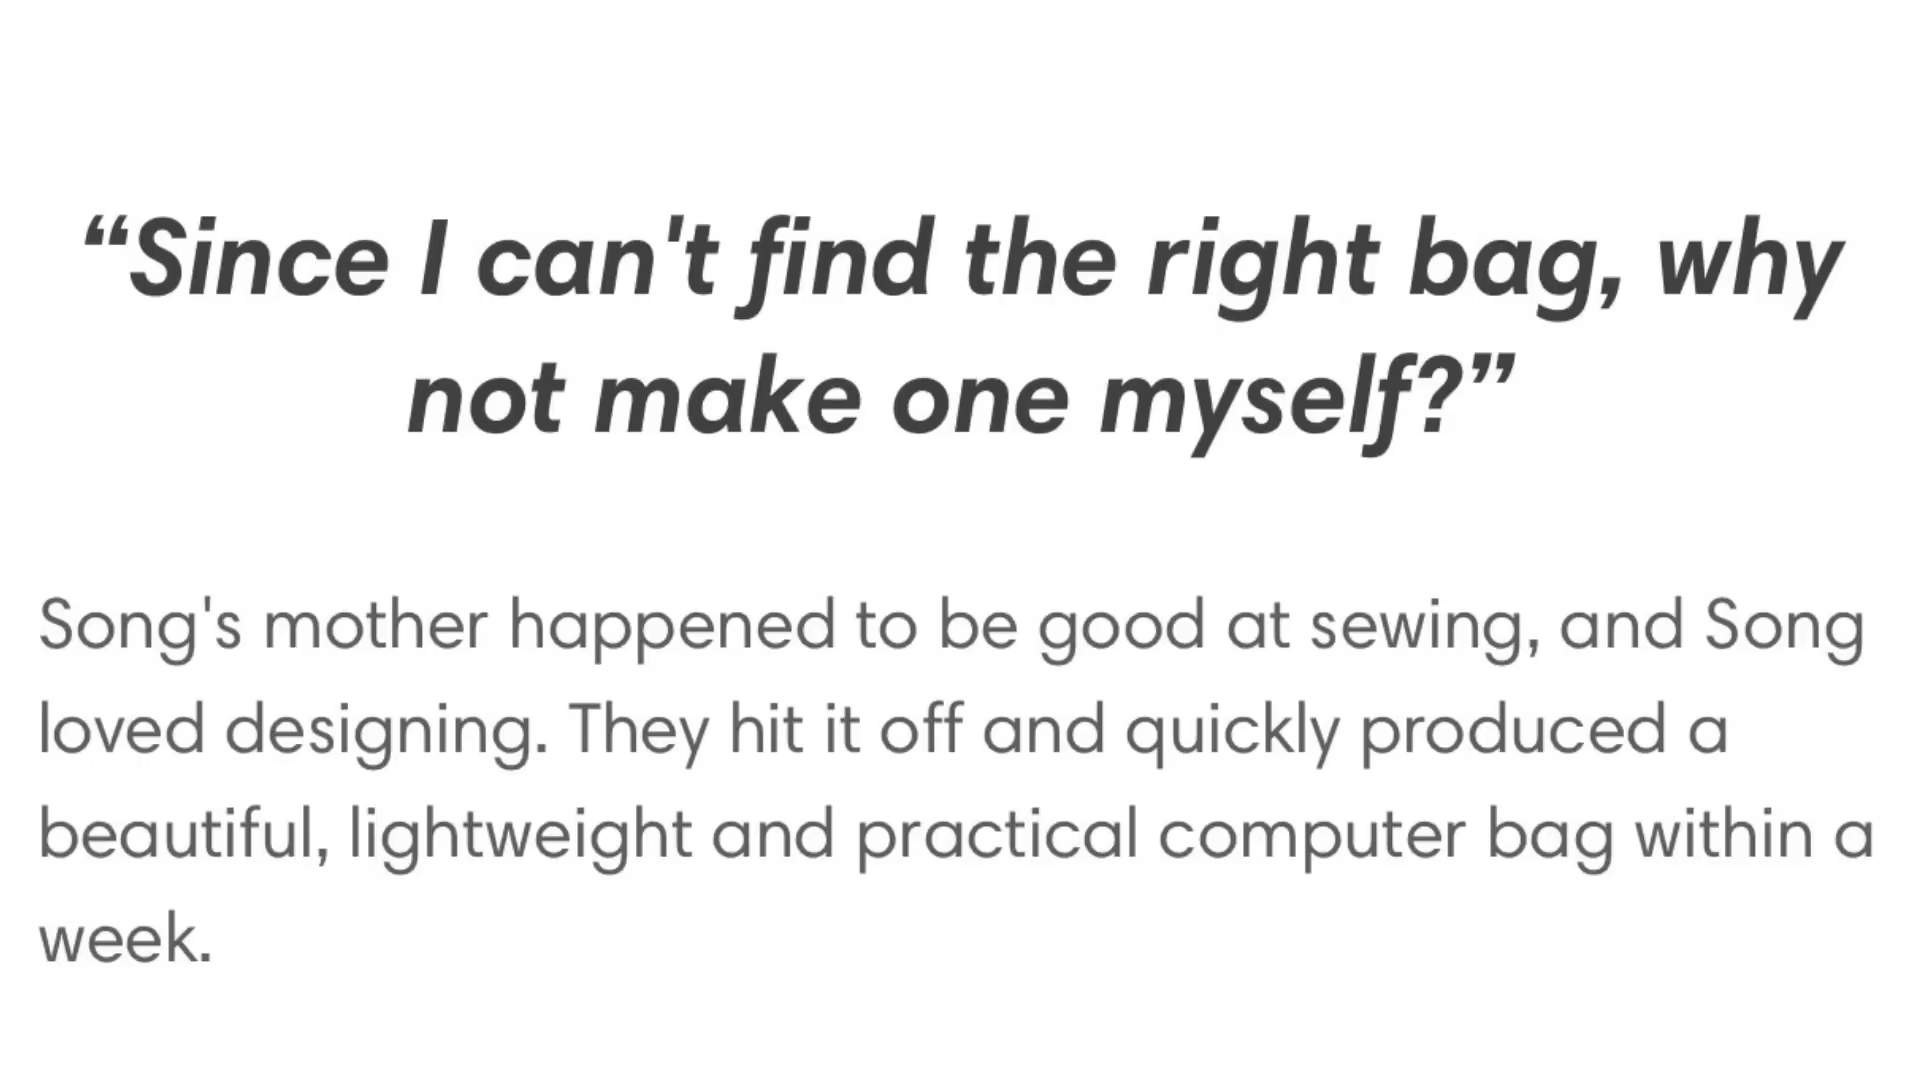 “Since I can't find the right bag, why
not make one myself?”
Song's mother happened to be good at sewing, and Song
loved designing. They hit it off and quickly produced a
beautiful, lightweight and practical computer bag within a
week.